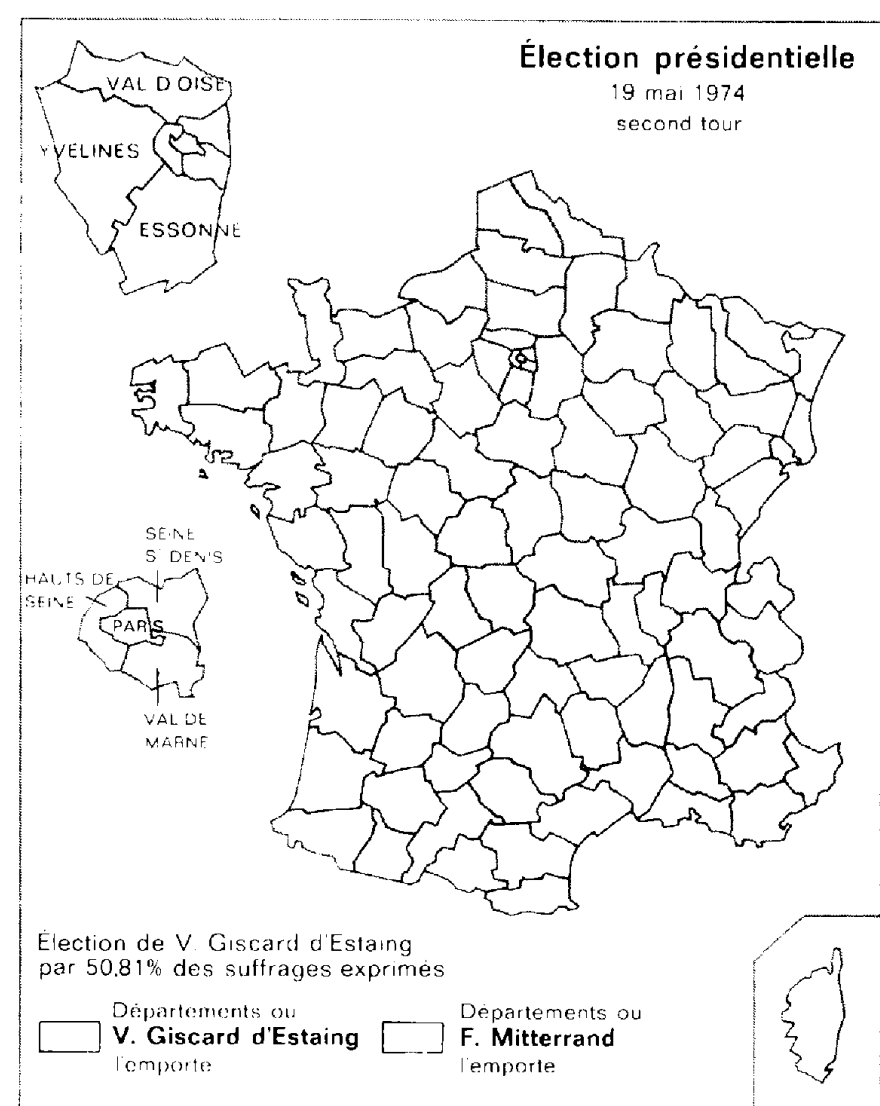 Élection présidentielle
19 mai 1974
second tour
VAL D'OISE
YVELINES
ESSONNE
SEINE
ST DENIS
HAUTS DE
SEINE
PARIS
VAL DE
MARNE
Élection de V. Giscard d'Estaing
par 50,81% des suffrages exprimés
Départements ou
V. Giscard d'Estaing
l'emporte
Départements ou
F. Mitterrand
l'emporte